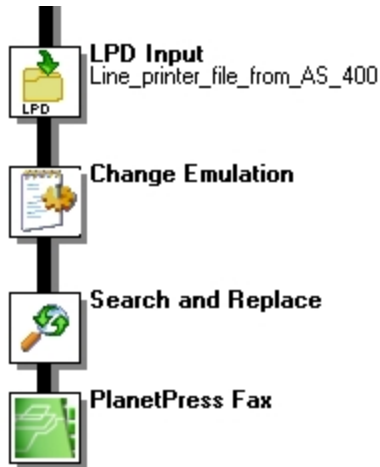 LPD Input
Line_printer_file_from_AS_400
LPD
Change Emulation
Search and Replace
PlanetPress Fax